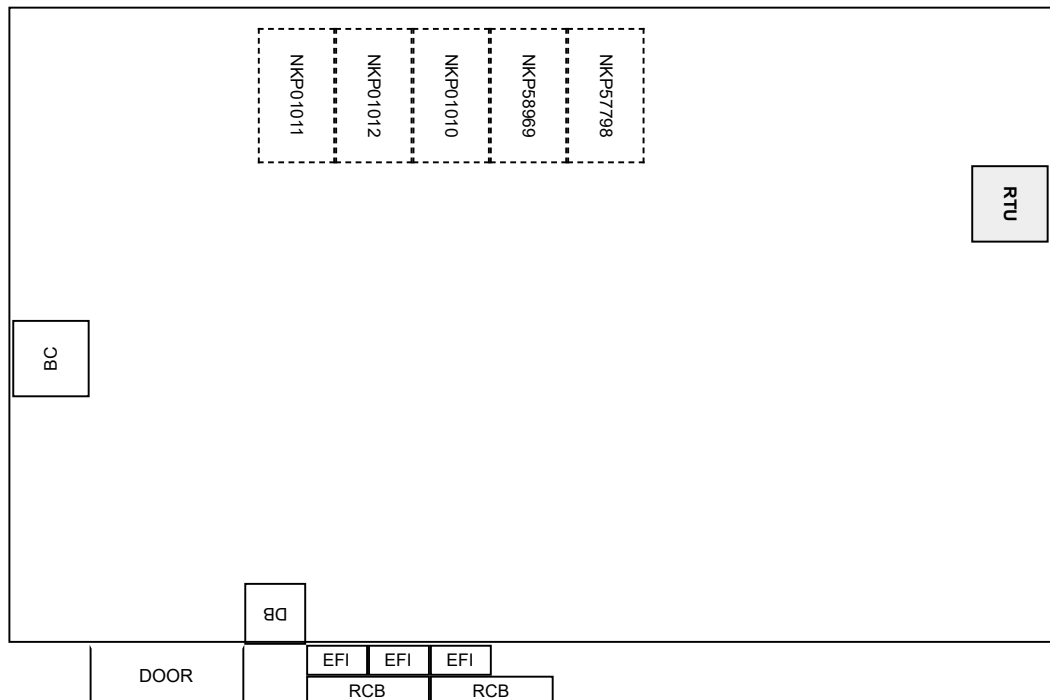 NKP01011
NKP01012
NKP01010
NKP58969
NKP57798
RTU
BC
DB
EFI
EFI
EFI
DOOR
RCB
RCB